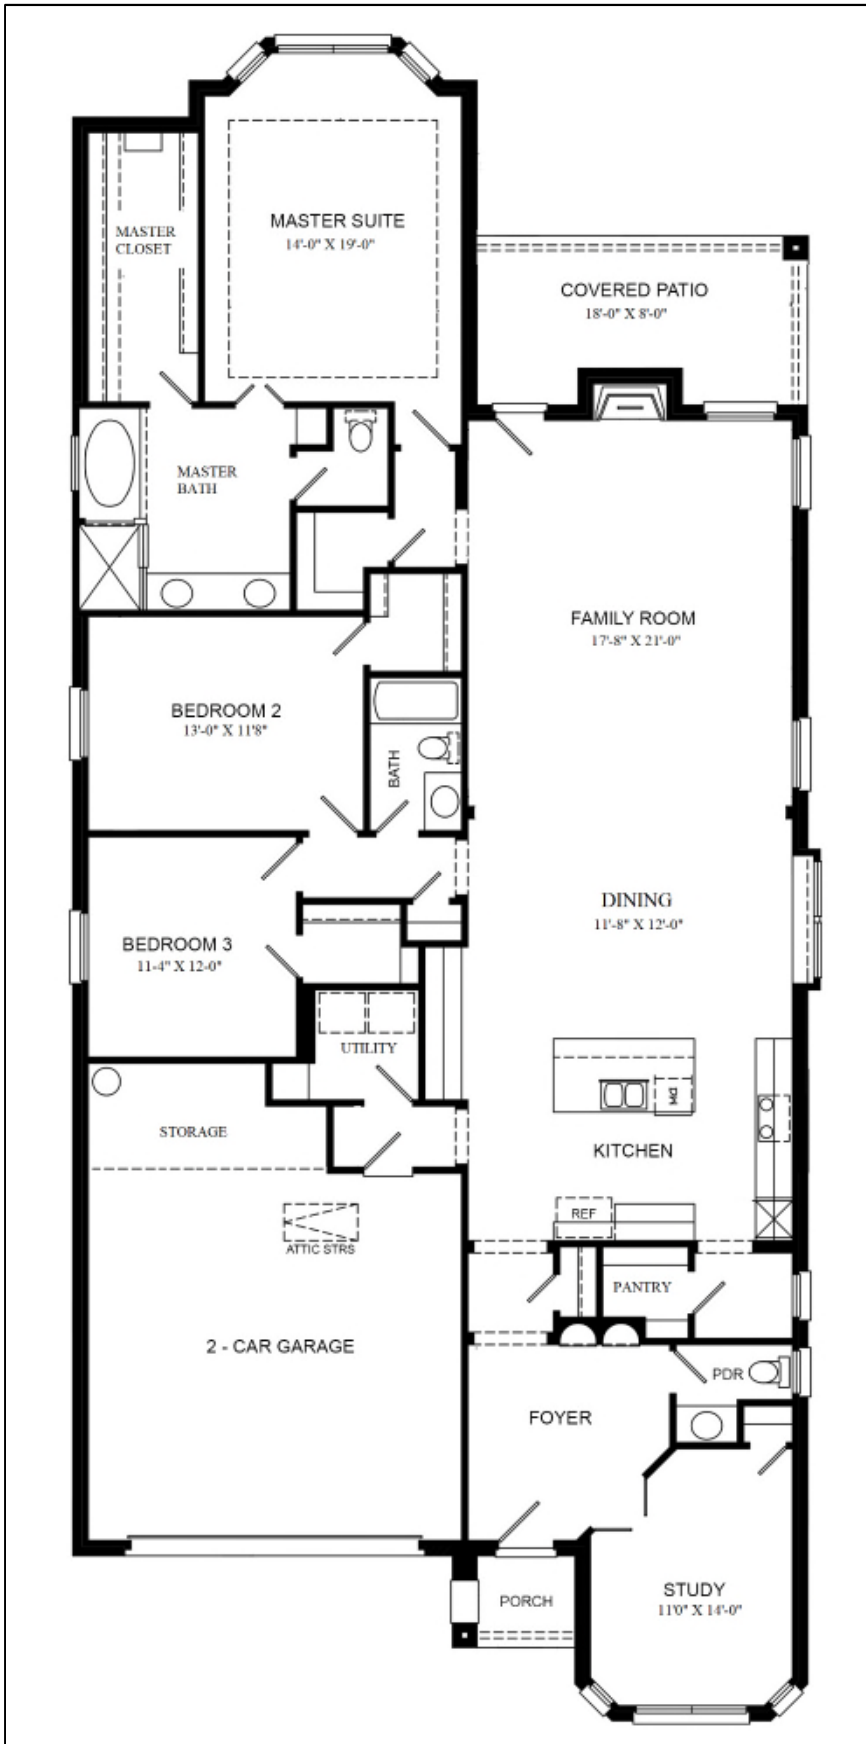 MASTER SUITE
14'-0" X 19'-0"
MASTER
CLOSET
COVERED PATIO
18'-0" X 8'-0"
MASTER
BATH
FAMILY ROOM
17'-8" X 21'-0"
BEDROOM 2
13'-0" X 11'8"
BATH
DINING
11'-8" X 12'-0"
BEDROOM 3
11-4" X 12'-0"
UTILITY
DW
STORAGE
KITCHEN
REF
ATTIC STRS
PANTRY
2 - CAR GARAGE
PDR
FOYER
STUDY
11'0" X 14'-0"
PORCH